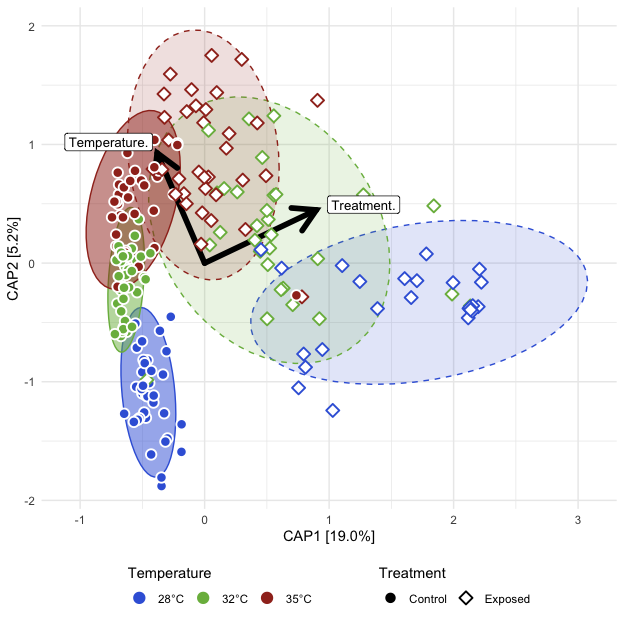 2
1
0
-1
-2
CAP2 [5.2%]
Temperature.
Treatment.
-1 0 1 2 3
CAP1 [19.0%]
Temperature Treatment
28°C 32°C 35°C Control Exposed